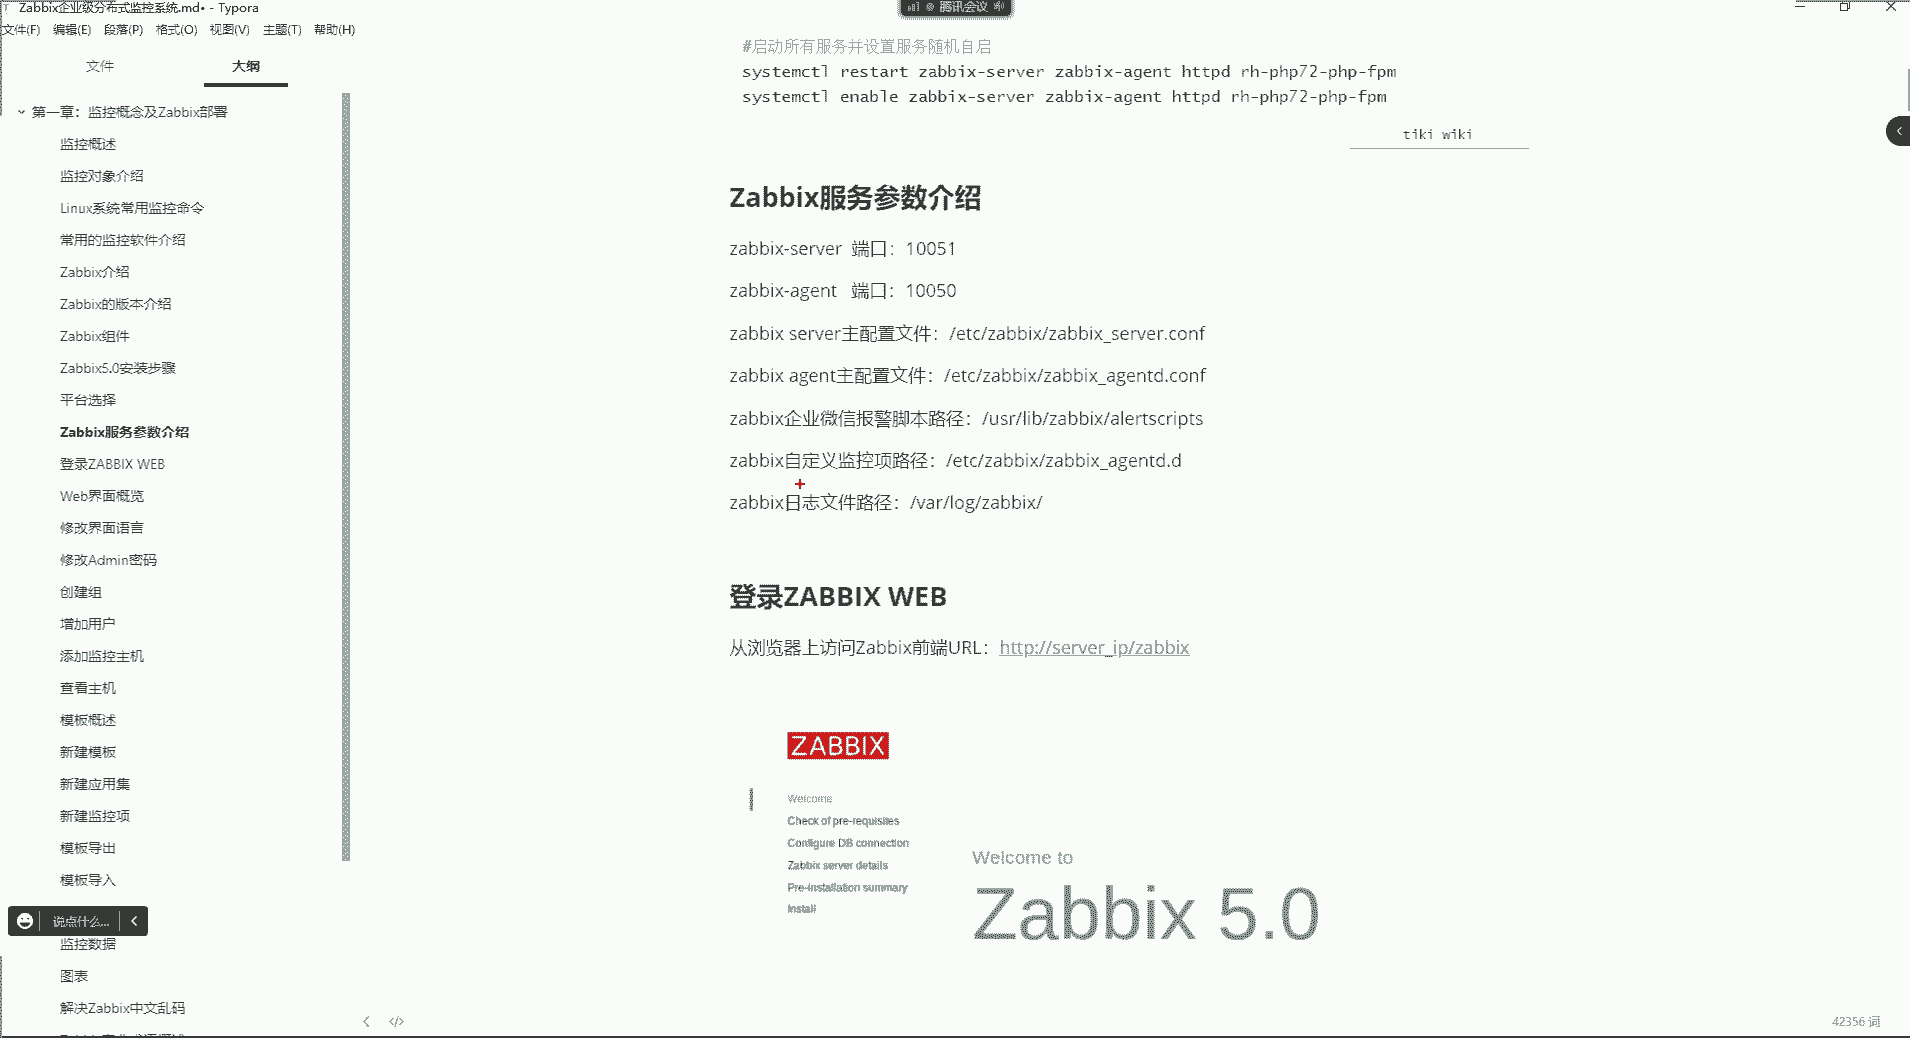 Zabbix企业级分布式监控系统.md• - Typora
腾讯会议
文件(F) 编辑(E) 段落(P) 格式(O) 视图(V) 主题(T) 帮助(H)
文件 大纲
第一章：监控概念及Zabbix部署
监控概述
监控对象介绍
Linux系统常用监控命令
常用的监控软件介绍
Zabbix介绍
Zabbix的版本介绍
Zabbix组件
Zabbix5.0安装步骤
平台选择
Zabbix服务参数介绍
登录ZABBIX WEB
Web界面概览
修改界面语言
修改Admin密码
创建组
增加用户
添加监控主机
查看主机
模板概述
新建模板
新建应用集
新建监控项
模板导出
模板导入
说点什么...
监控数据
图表
解决Zabbix中文乱码
#启动所有服务并设置服务随机自启
systemctl restart zabbix-server zabbix-agent httpd rh-php72-php-fpm
systemctl enable zabbix-server zabbix-agent httpd rh-php72-php-fpm
tiki wiki
Zabbix服务参数介绍
zabbix-server 端口：10051
zabbix-agent 端口：10050
zabbix server主配置文件：/etc/zabbix/zabbix_server.conf
zabbix agent主配置文件：/etc/zabbix/zabbix_agentd.conf
zabbix企业微信报警脚本路径：/usr/lib/zabbix/alertscripts
zabbix自定义监控项路径：/etc/zabbix/zabbix_agentd.d
zabbix日志文件路径：/var/log/zabbix/
登录ZABBIX WEB
从浏览器上访问Zabbix前端URL：http://server_ip/zabbix
ZABBIX
Welcome
Check of pre-requisites
Configure DB connection
Zabbix server details
Pre-installation summary
Install
Welcome to
Zabbix 5.0
42356 词